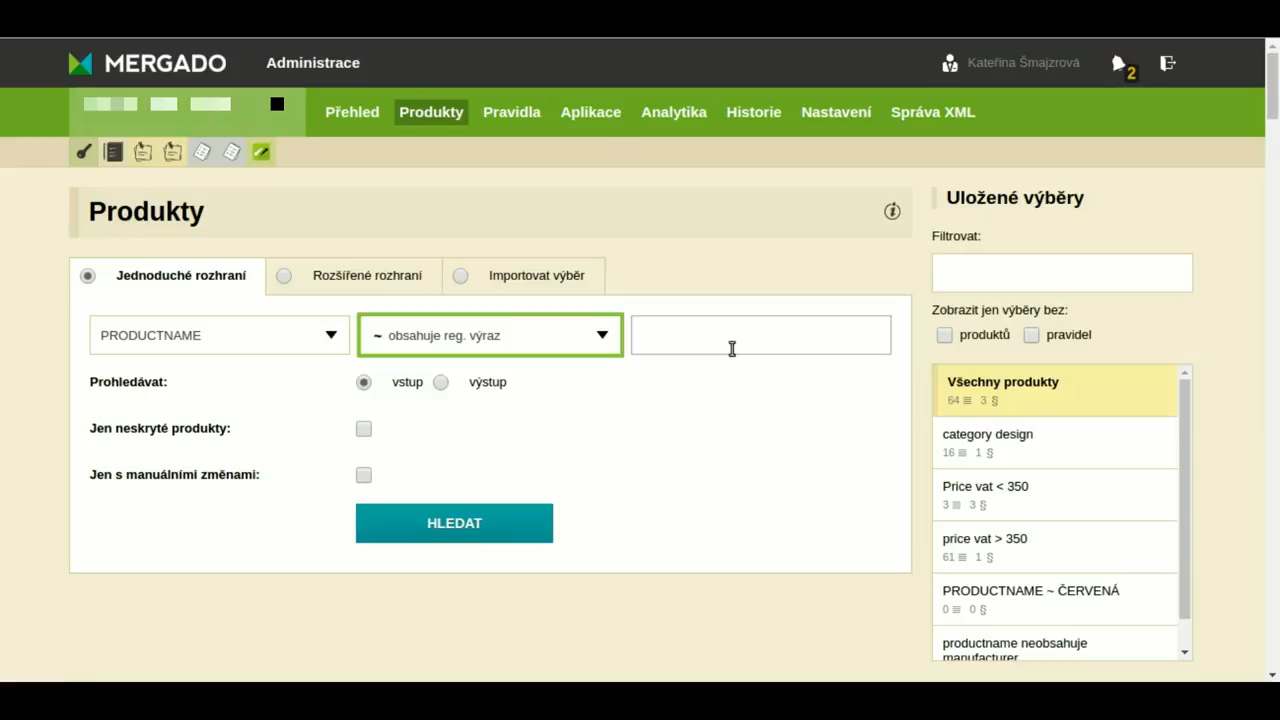 MERGADO
Administrace
Kateřina Šmajzrová
2
Přehled
Produkty
Pravidla
Aplikace
Analytika
Historie
Nastavení
Správa XML
Produkty
Jednoduché rozhraní
Rozšířené rozhraní
Importovat výběr
PRODUCTNAME
~ obsahuje reg. výraz
Prohledávat:
vstup
výstup
Jen neskryté produkty:
Jen s manuálními změnami:
HLEDAT
Uložené výběry
Filtrovat:
Zobrazit jen výběry bez:
produktů
pravidel
Všechny produkty
64 ≡ 3 §
category design
16 ≡ 1 §
Price vat < 350
3 ≡ 3 §
price vat > 350
61 ≡ 1 §
PRODUCTNAME ~ ČERVENÁ
0 ≡ 0 §
productname neobsahuje
manufacturer